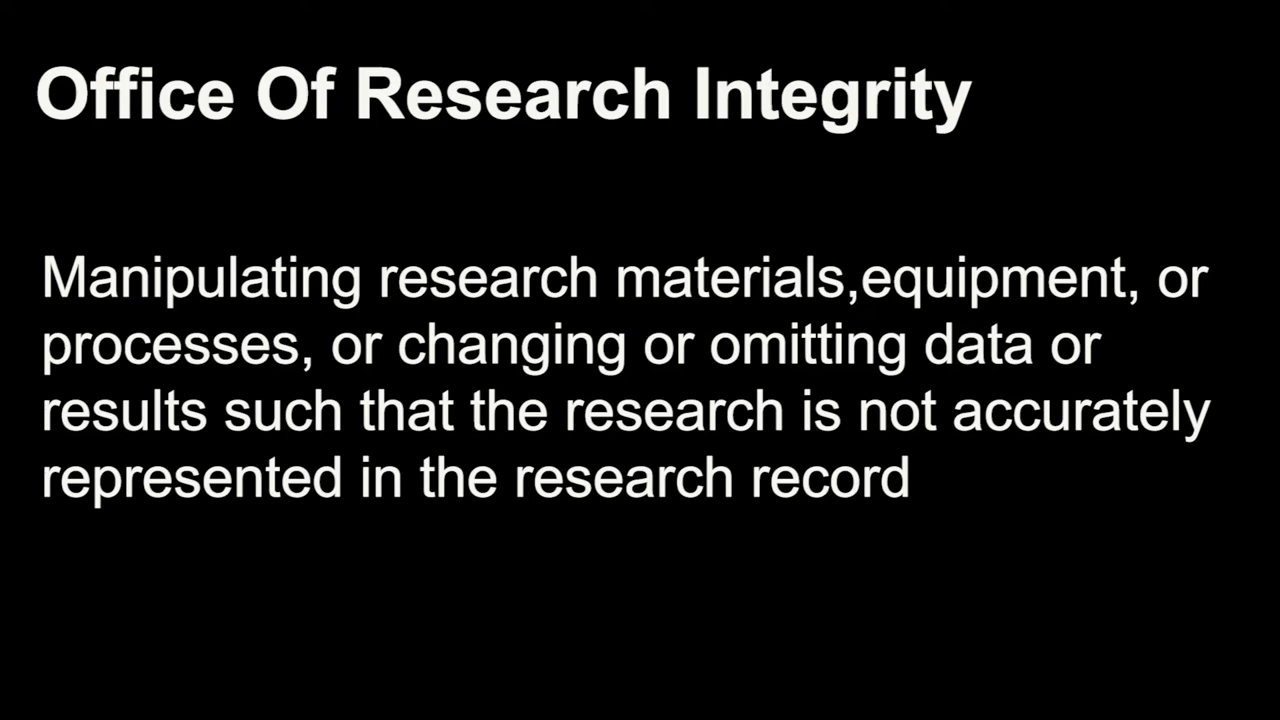 Office Of Research Integrity
Manipulating research materials,equipment, or
processes, or changing or omitting data or
results such that the research is not accurately
represented in the research record